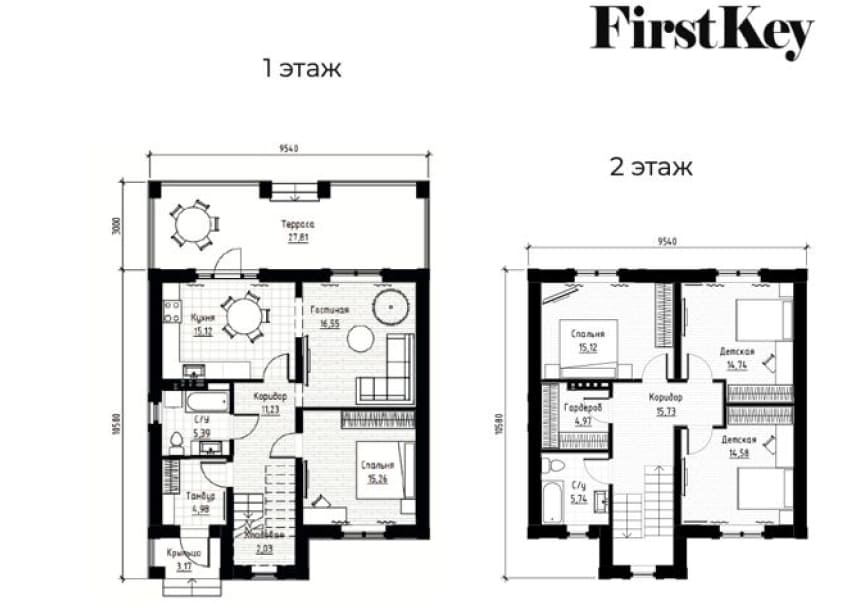 FirstKey
1 этаж
2 этаж
9540
3000
Терраса
27,81
10580
Кухня
15,12
Гостиная
16,55
Коридор
11,23
С/у
5,39
Спальня
15,26
Тамбур
4,98
Кладовая
2,03
Крыльцо
3,17
9540
10580
Спальня
15,12
Детская
14,74
Гардероб
4,97
Коридор
15,73
Детская
14,58
С/у
5,74